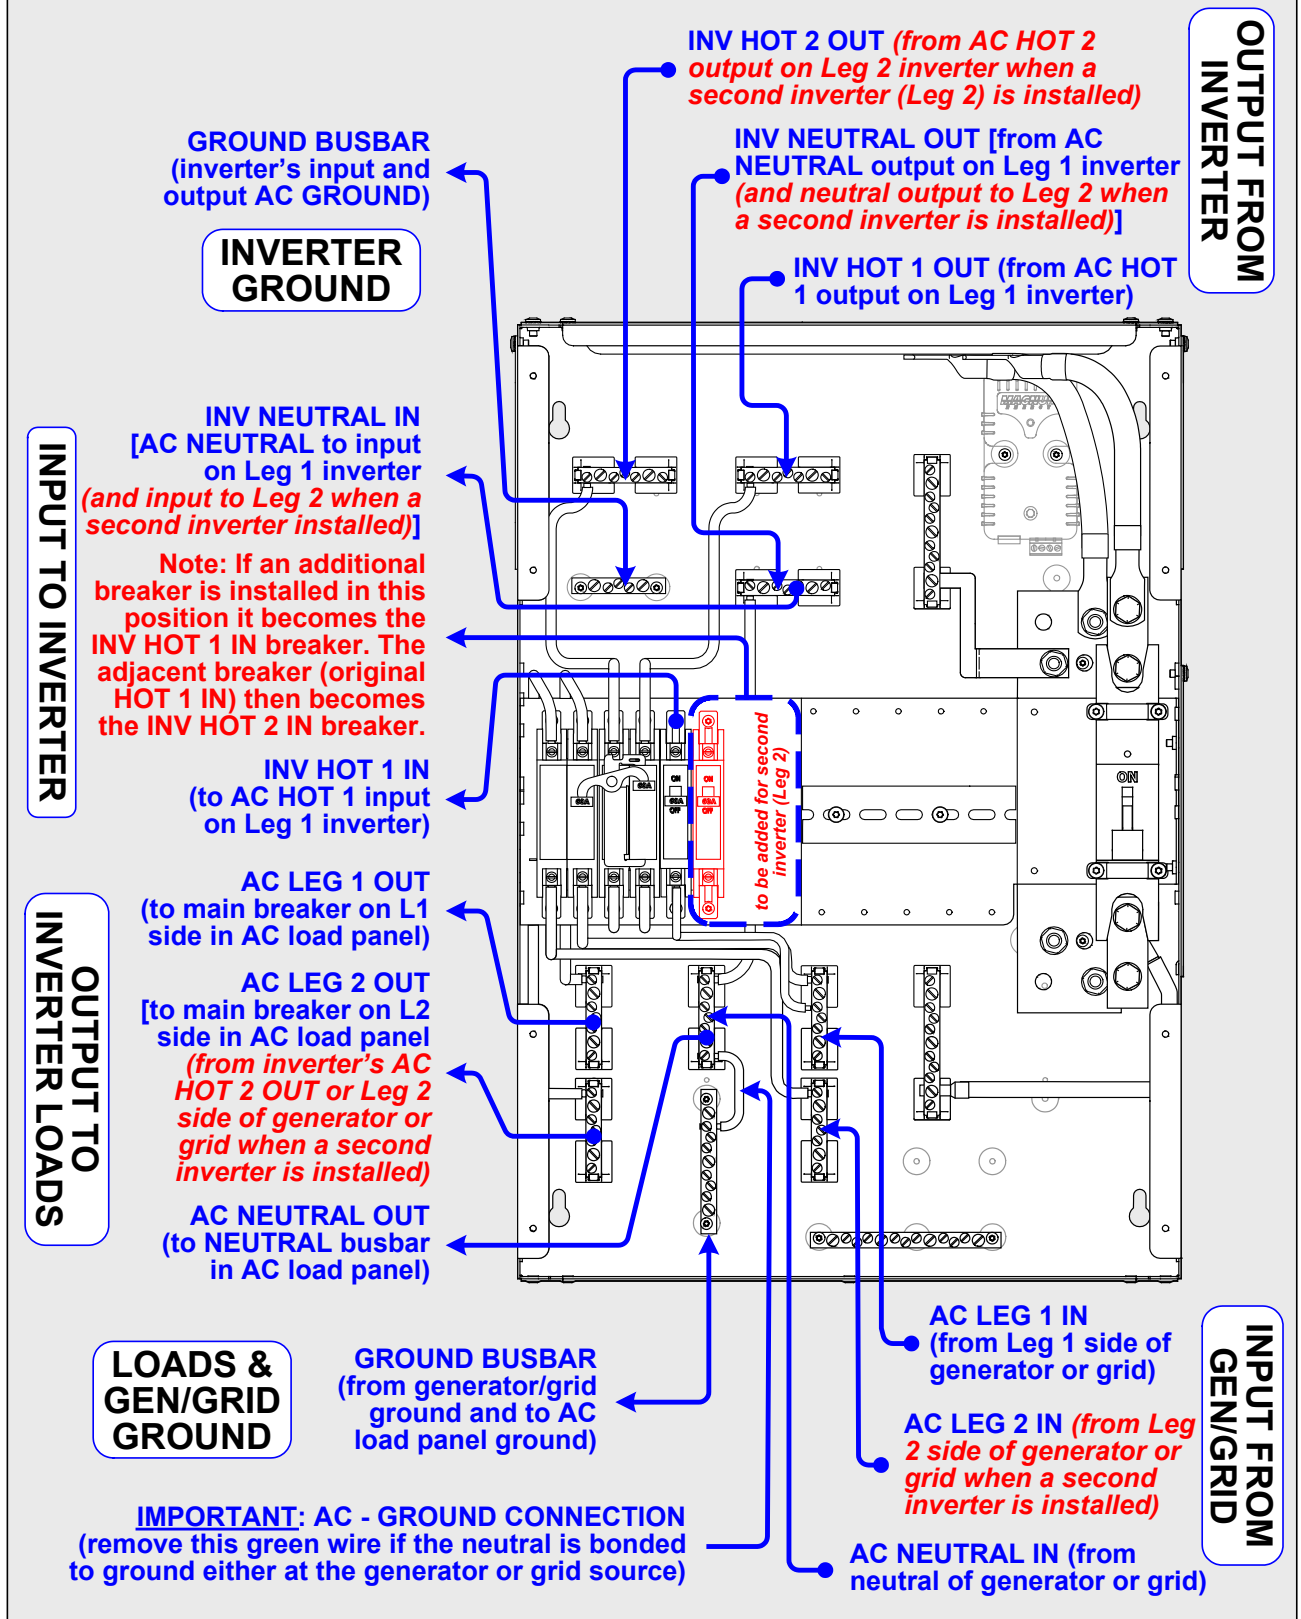 INV HOT 2 OUT (from AC HOT 2
output on Leg 2 inverter when a
second inverter (Leg 2) is installed)
OUTPUT FROM
INVERTER
GROUND BUSBAR
(inverter's input and
output AC GROUND)
INV NEUTRAL OUT [from AC
NEUTRAL output on Leg 1 inverter
(and neutral output to Leg 2 when
a second inverter is installed)]
INVERTER
GROUND
INV HOT 1 OUT (from AC HOT
1 output on Leg 1 inverter)
MAGNUM
INPUT TO INVERTER
INV NEUTRAL IN
[AC NEUTRAL to input
on Leg 1 inverter
(and input to Leg 2 when a
second inverter installed)]
Note: If an additional
breaker is installed in this
position it becomes the
INV HOT 1 IN breaker. The
adjacent breaker (original
HOT 1 IN) then becomes
the INV HOT 2 IN breaker.
INV HOT 1 IN
(to AC HOT 1 input
on Leg 1 inverter)
60A
60A
ON
60A
OFF
ON
60A
OFF
to be added for second
inverter (Leg 2)
ON
OUTPUT TO
INVERTER LOADS
AC LEG 1 OUT
(to main breaker on L1
side in AC load panel)
AC LEG 2 OUT
[to main breaker on L2
side in AC load panel
(from inverter's AC
HOT 2 OUT or Leg 2
side of generator or
grid when a second
inverter is installed)
AC NEUTRAL OUT
(to NEUTRAL busbar
in AC load panel)
LOADS &
GEN/GRID
GROUND
GROUND BUSBAR
(from generator/grid
ground and to AC
load panel ground)
AC LEG 1 IN
(from Leg 1 side of
generator or grid)
INPUT FROM
GEN/GRID
AC LEG 2 IN (from Leg
2 side of generator or
grid when a second
inverter is installed)
IMPORTANT: AC - GROUND CONNECTION
(remove this green wire if the neutral is bonded
to ground either at the generator or grid source)
AC NEUTRAL IN (from
neutral of generator or grid)